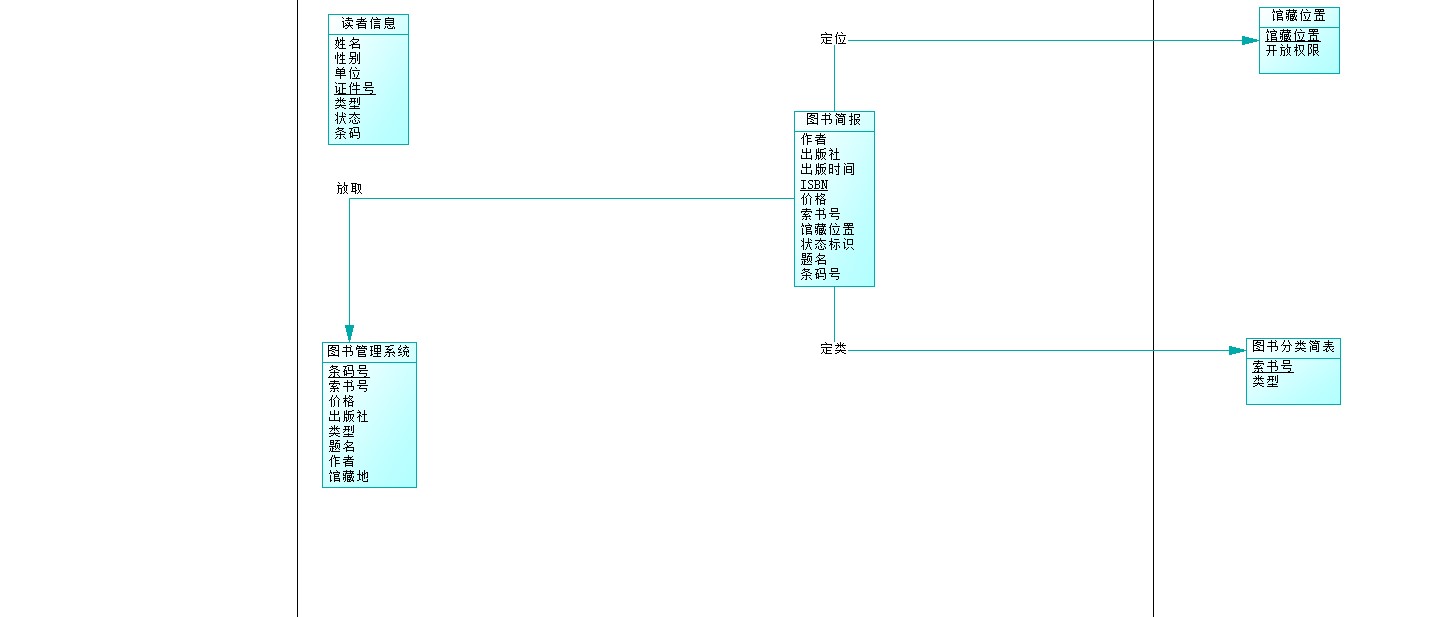 读者信息
姓名
性别
单位
证件号
类型
状态
条码
定位
馆藏位置
馆藏位置
开放权限
图书简报
作者
出版社
出版时间
ISBN
价格
索书号
馆藏位置
状态标识
题名
条码号
放取
图书管理系统
条码号
索书号
价格
出版社
类型
题名
作者
馆藏地
定类
图书分类简表
索书号
类型